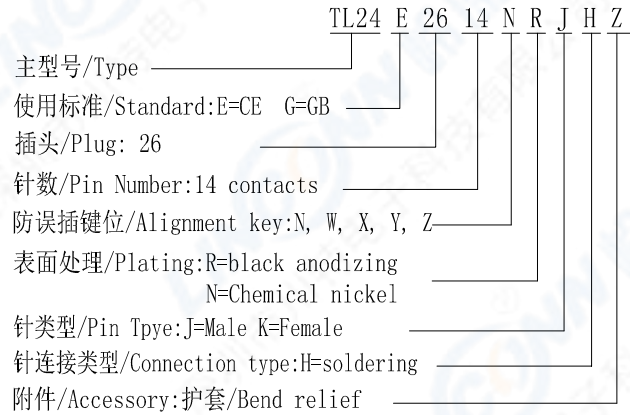 TL24 E 26 14 N R J H Z
主型号/Type
使用标准/Standard:E=CE G=GB
插头/Plug: 26
针数/Pin Number:14 contacts
防误插键位/Alignment key:N, W, X, Y, Z
表面处理/Plating:R=black anodizing
N=Chemical nickel
针类型/Pin Tpye:J=Male K=Female
针连接类型/Connection type:H=soldering
附件/Accessory:护套/Bend relief